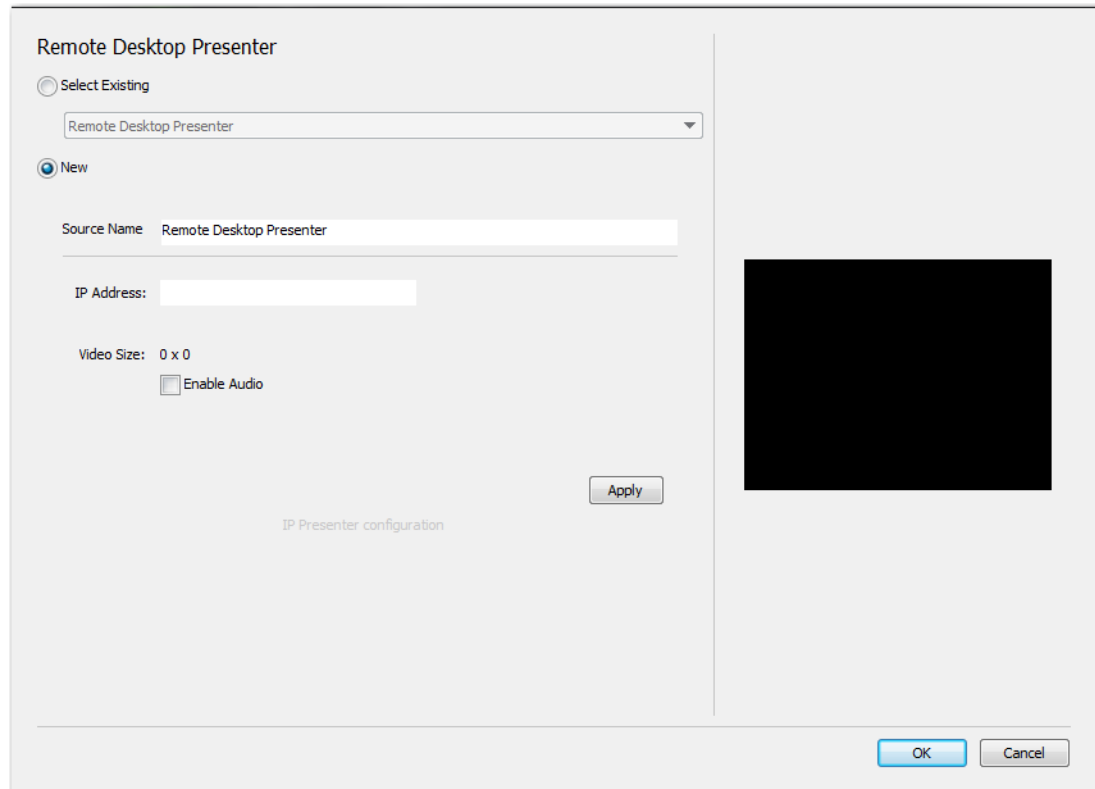 Remote Desktop Presenter
Select Existing
Remote Desktop Presenter
New
Source Name Remote Desktop Presenter
IP Address:
Video Size: 0 x 0
Enable Audio
Apply
IP Presenter configuration
OK Cancel